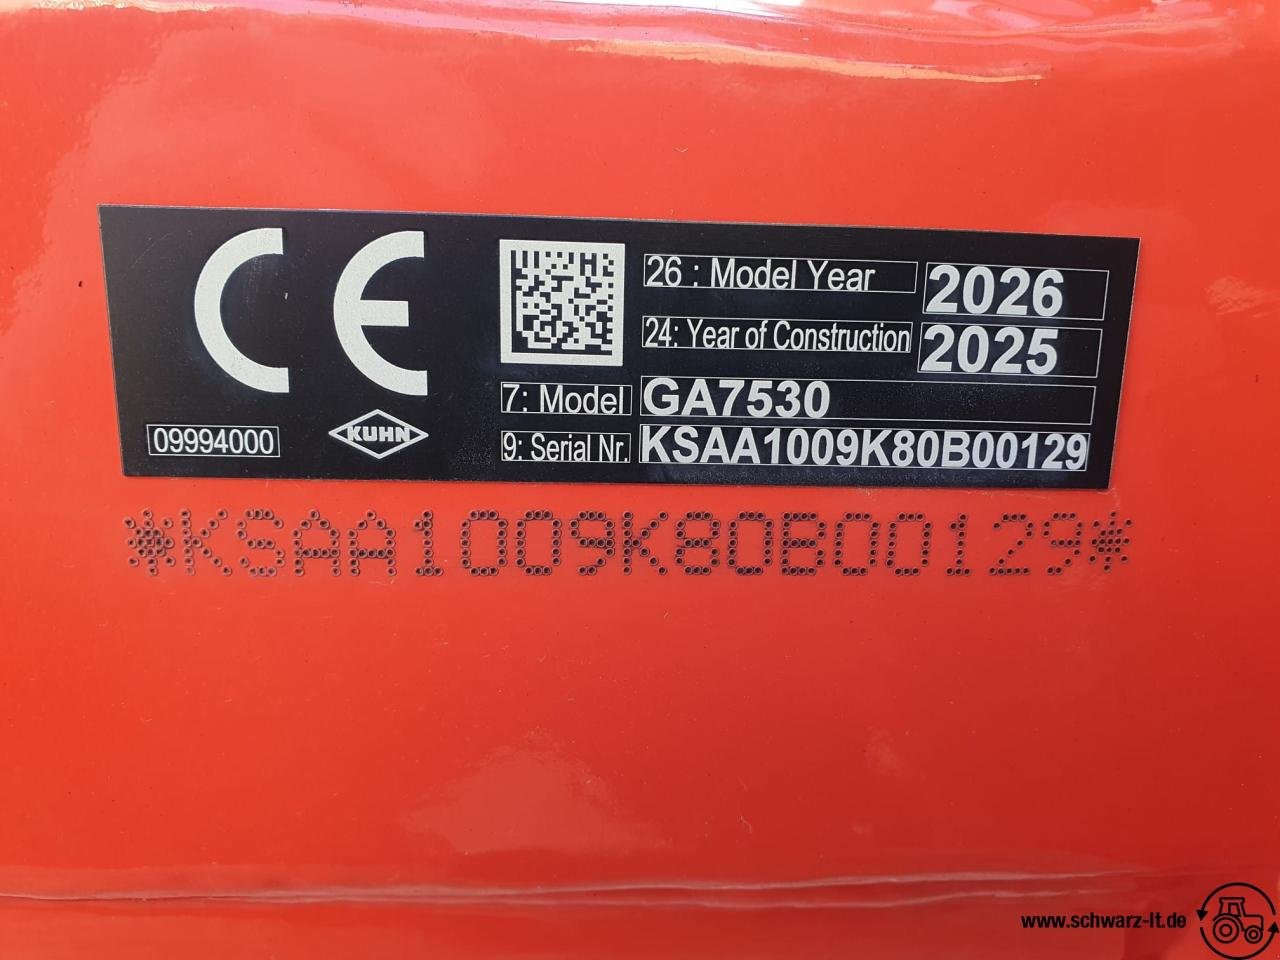 CE
26 : Model Year 2026
24: Year of Construction 2025
7: Model GA7530
9: Serial Nr. KSAA1009K80B00129
09994000
KUHN
*KSAA1009K80B00129*
www.schwarz-lt.de